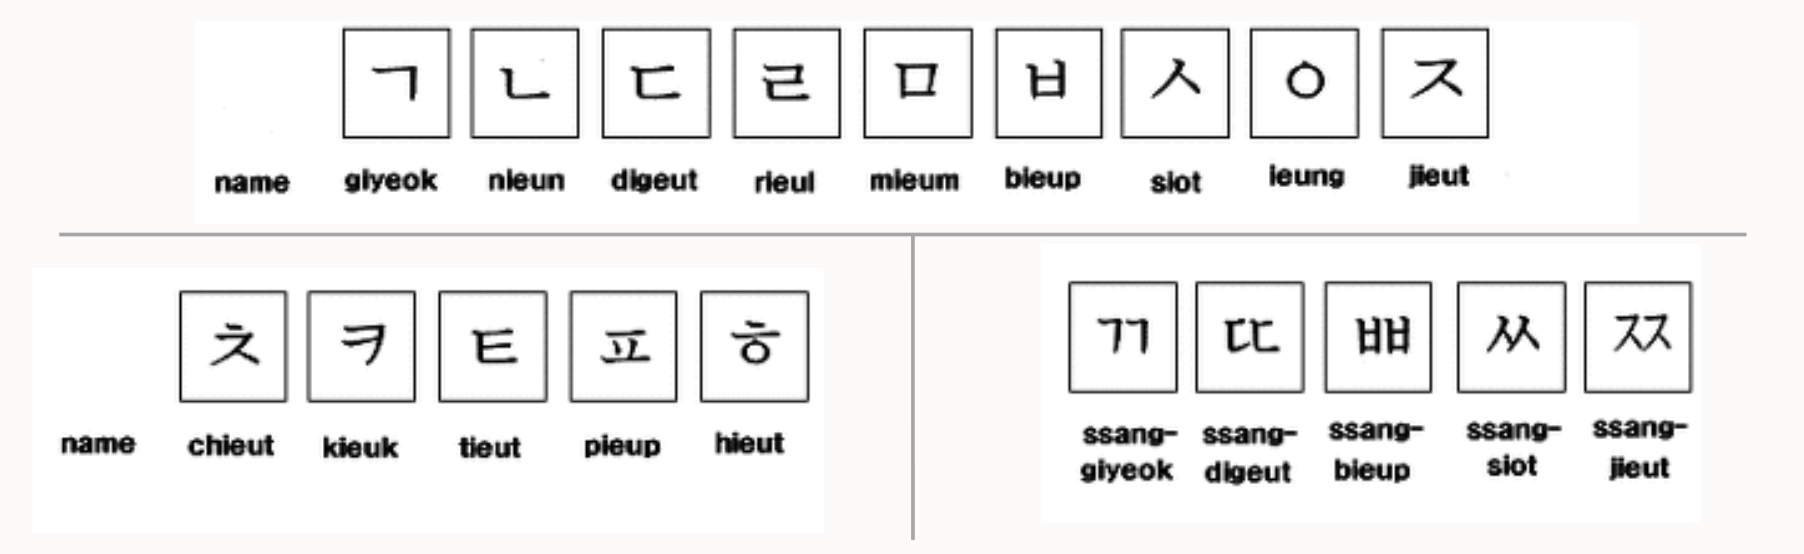 ㄱ ㄴ ㄷ ㄹ ㅁ ㅂ ㅅ ㅇ ㅈ
name giyeok nieun digeut rieul mieum bieup siot ieung jieut
ㅊ ㅋ ㅌ ㅍ ㅎ
name chieut kieuk tieut pieup hieut
ㄲ ㄸ ㅃ ㅆ ㅉ
ssang- ssang- ssang- ssang- ssang-
giyeok digeut bieup siot jieut